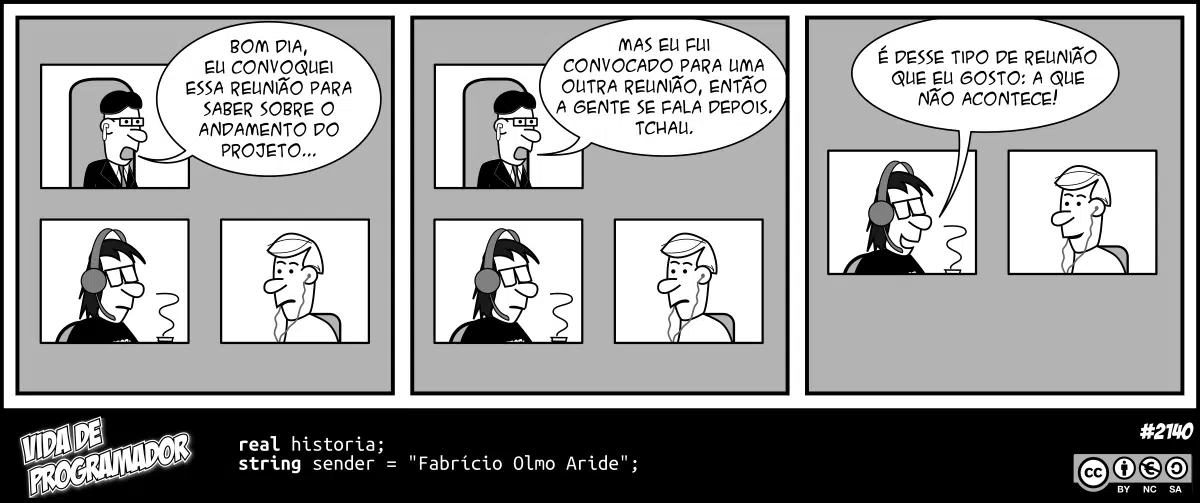 BOM DIA,
EU CONVOQUEI
ESSA REUNIÃO PARA
SABER SOBRE O
ANDAMENTO DO
PROJETO...
MAS EU FUI
CONVOCADO PARA UMA
OUTRA REUNIÃO, ENTÃO
A GENTE SE FALA DEPOIS.
TCHAU.
É DESSE TIPO DE REUNIÃO
QUE EU GOSTO: A QUE
NÃO ACONTECE!
VIDA DE
PROGRAMADOR
real historia;
string sender = "Fabrício Olmo Aride";
#2140
cc
BY NC SA